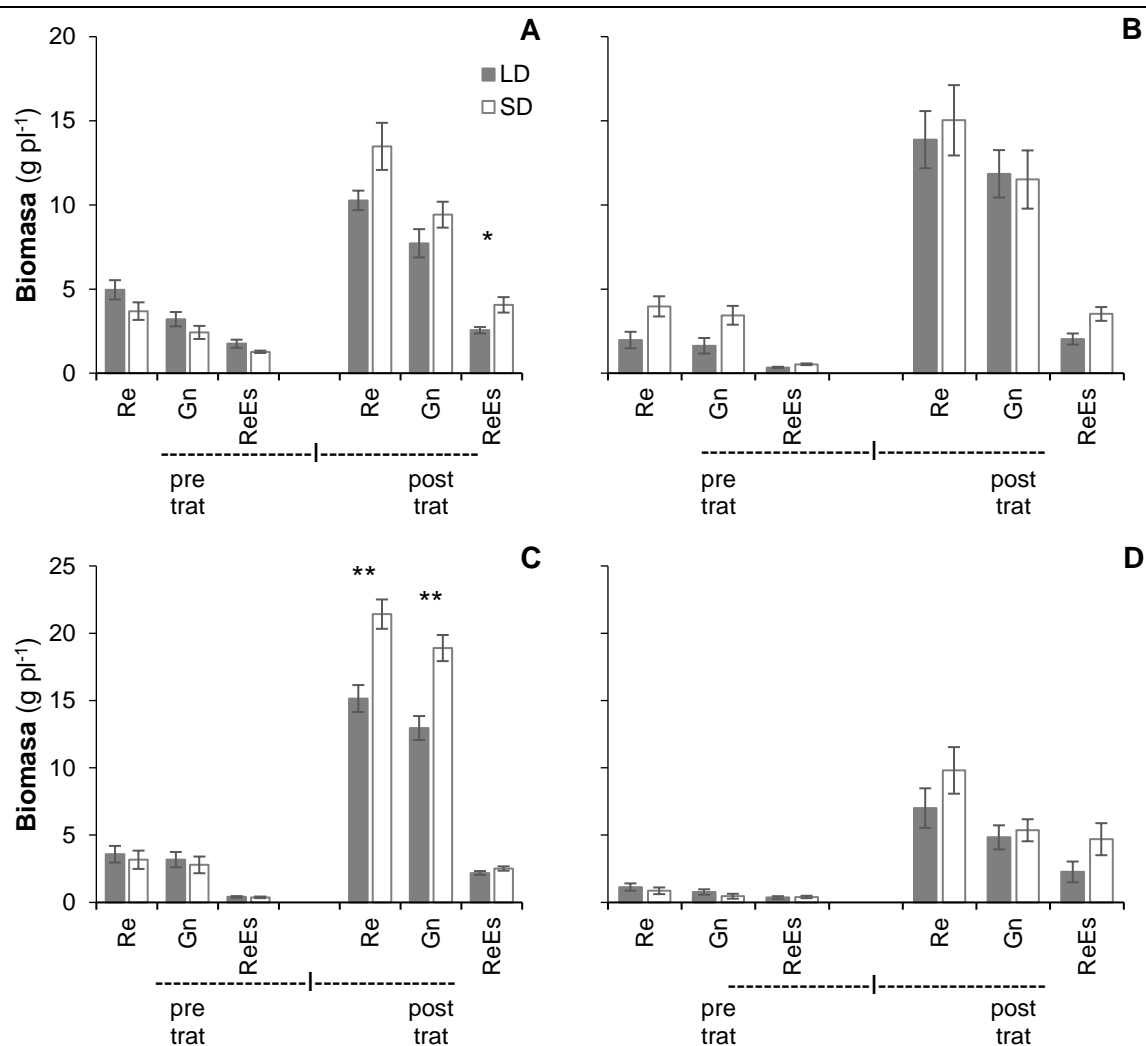 A
20
15
10
5
0
Biomasa (g pl-1)
LD
SD
*
Re
Gn
ReEs
Re
Gn
ReEs
---------------------|----------------------
pre
trat
post
trat
B
Re
Gn
ReEs
Re
Gn
ReEs
------------------------|------------------------
pre
trat
post
trat
C
25
20
15
10
5
0
Biomasa (g pl-1)
**
**
Re
Gn
ReEs
Re
Gn
ReEs
---------------------|---------------------
pre
trat
post
trat
D
Re
Gn
ReEs
Re
Gn
ReEs
--------------------|------------------------
pre
trat
post
trat